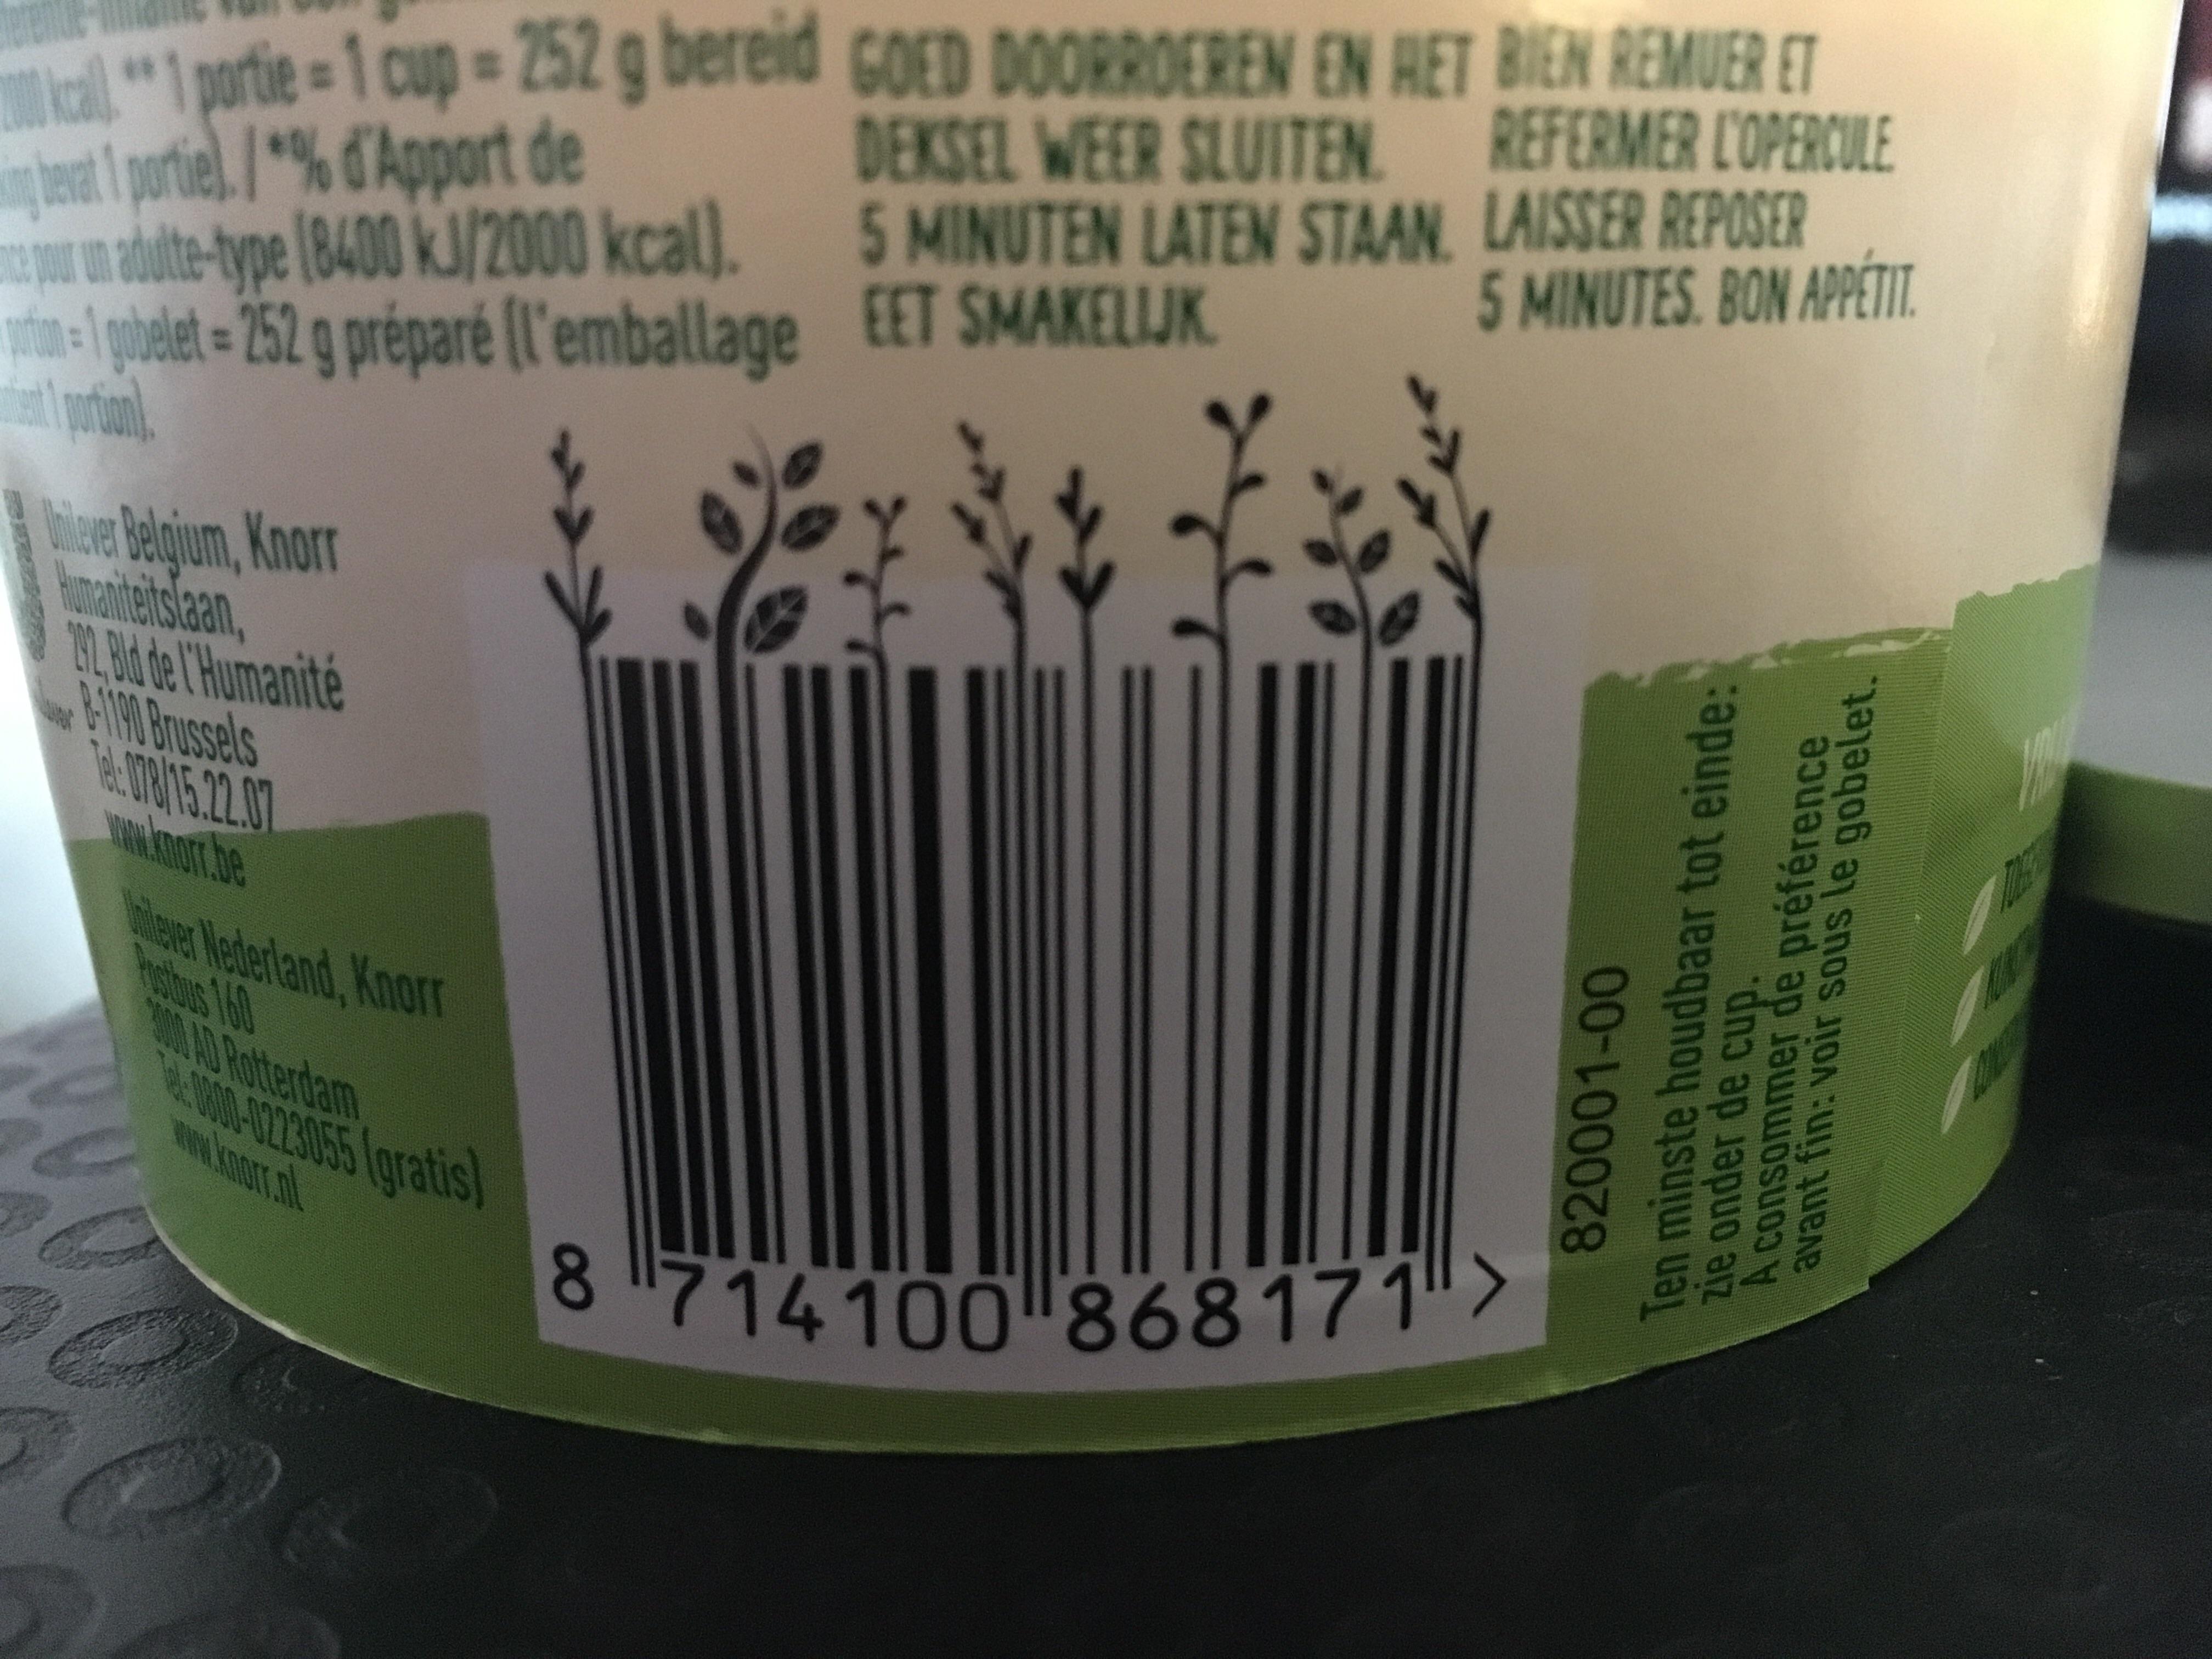 ** 1 portie = 1 cup = 252 g bereid
bevat 1 portie). / *% d'Apport de
pour un adulte-type (8400 kJ/2000 kcal).
portion = 1 gobelet = 252 g préparé (l'emballage
1 portion).
GOED DOORROEREN EN HET
DEKSEL WEER SLUITEN.
5 MINUTEN LATEN STAAN.
EET SMAKELIJK.
BIEN REMUER ET
REFERMER L'OPERCULE.
LAISSER REPOSER
5 MINUTES. BON APPÉTIT.
Unilever Belgium, Knorr
Humaniteitslaan,
292, Bld de l'Humanité
B-1190 Brussels
Tel: 078/15.22.07
www.knorr.be
Unilever Nederland, Knorr
Postbus 160
3000 AD Rotterdam
Tel: 0800-0223055 (gratis)
www.knorr.nl
8 714100 868171 >
820001-00
Ten minste houdbaar tot einde:
zie onder de cup.
A consommer de préférence
avant fin: voir sous le gobelet.